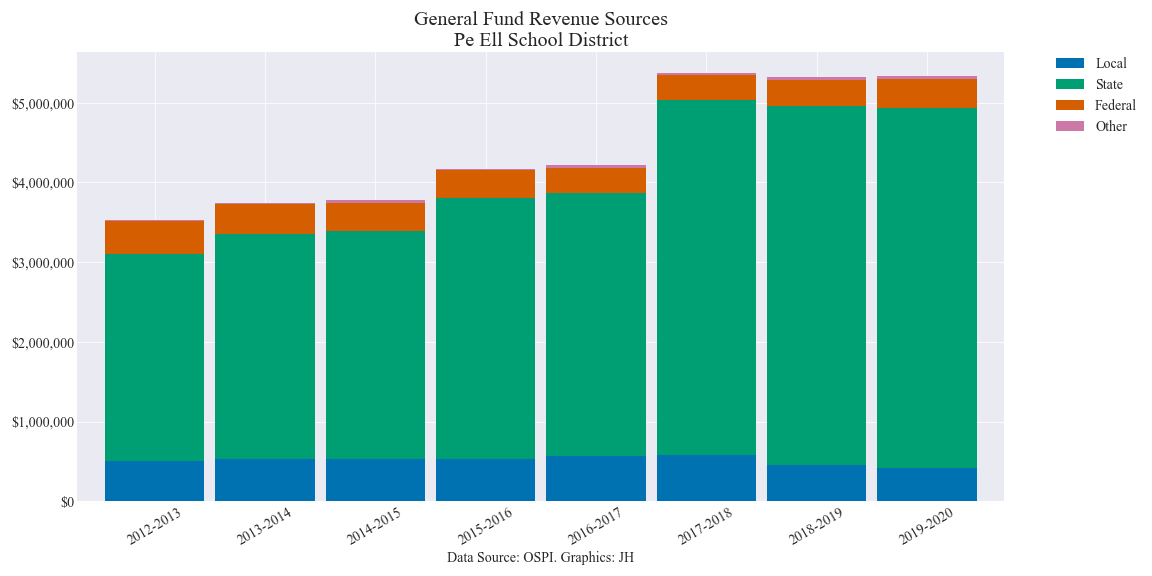 General Fund Revenue Sources
Pe Ell School District
Local
State
Federal
Other
$5,000,000
$4,000,000
$3,000,000
$2,000,000
$1,000,000
$0
2012-2013
2013-2014
2014-2015
2015-2016
2016-2017
2017-2018
2018-2019
2019-2020
Data Source: OSPI. Graphics: JH